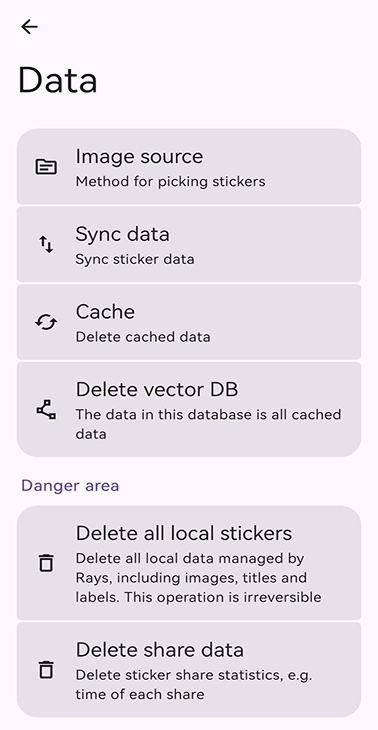 Data
Image source
Method for picking stickers
Sync data
Sync sticker data
Cache
Delete cached data
Delete vector DB
The data in this database is all cached
data
Danger area
Delete all local stickers
Delete all local data managed by
Rays, including images, titles and
labels. This operation is irreversible
Delete share data
Delete sticker share statistics, e.g.
time of each share